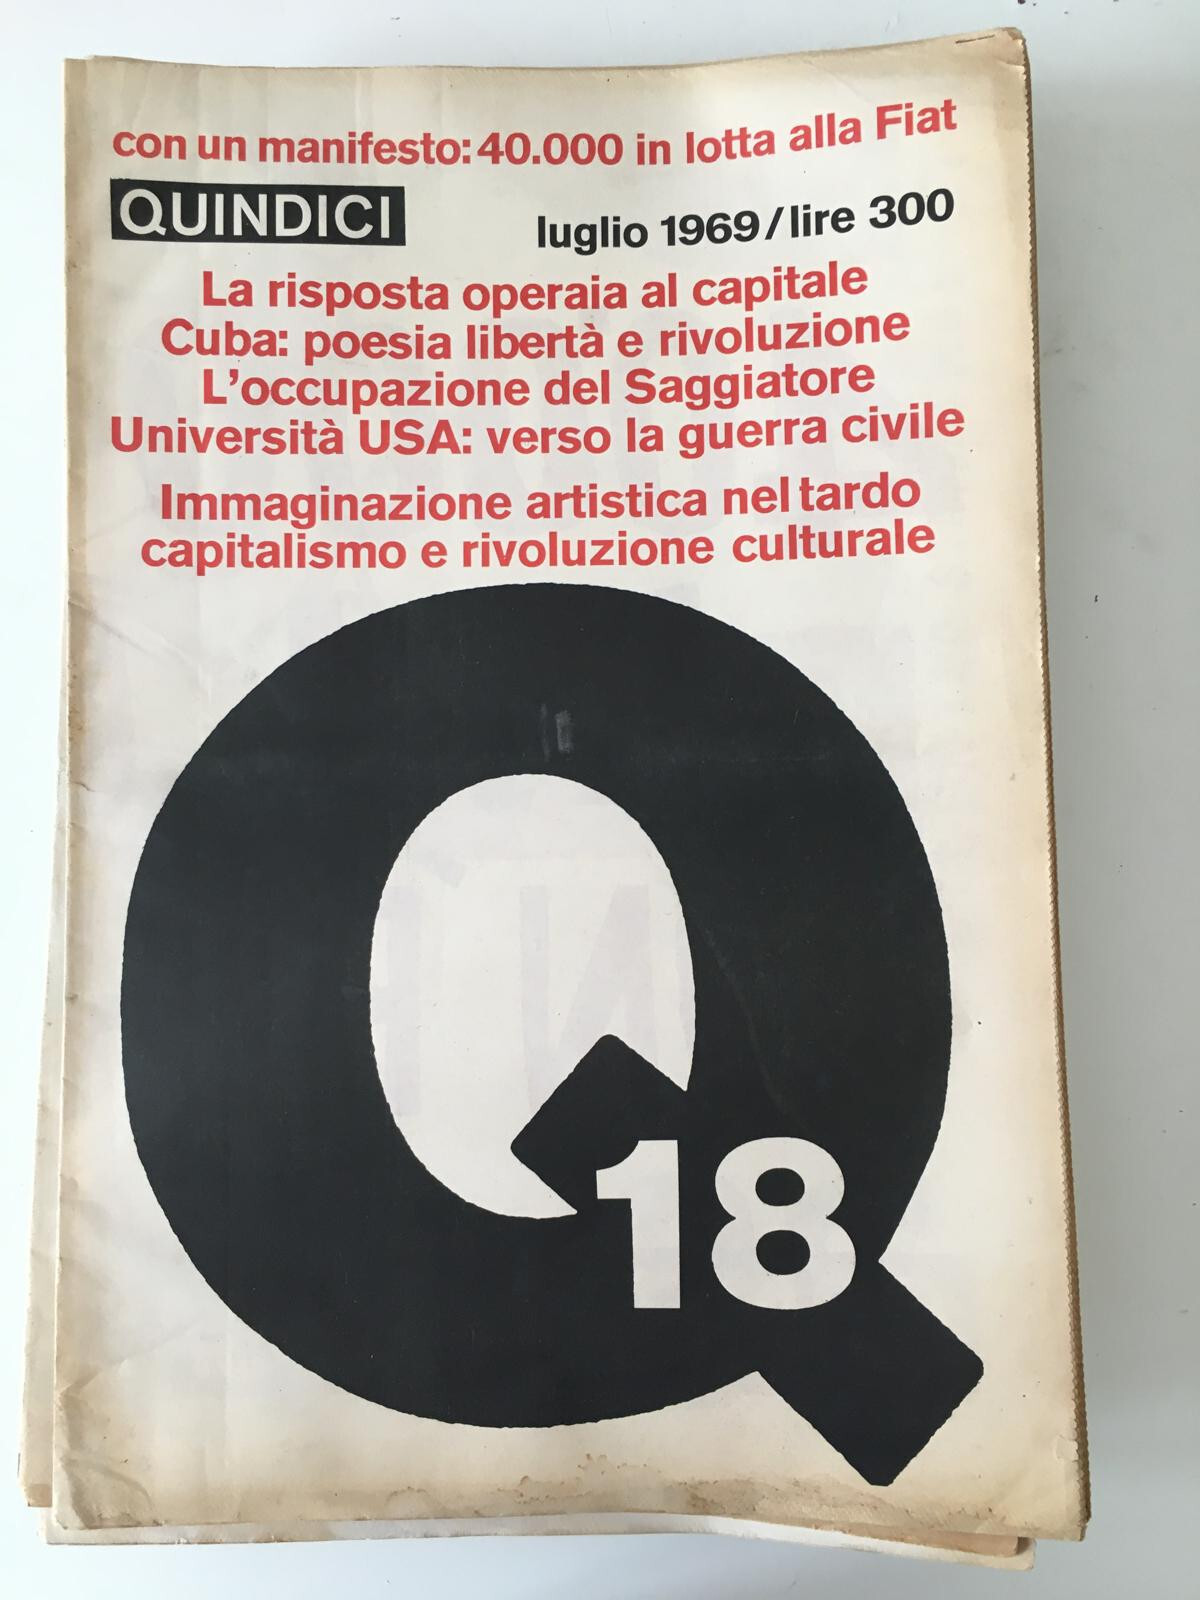 con un manifesto: 40.000 in lotta alla Fiat
QUINDICI
luglio 1969/lire 300
La risposta operaia al capitale
Cuba: poesia libertà e rivoluzione
L'occupazione del Saggiatore
Università USA: verso la guerra civile
Immaginazione artistica nel tardo
capitalismo e rivoluzione culturale
Q
18